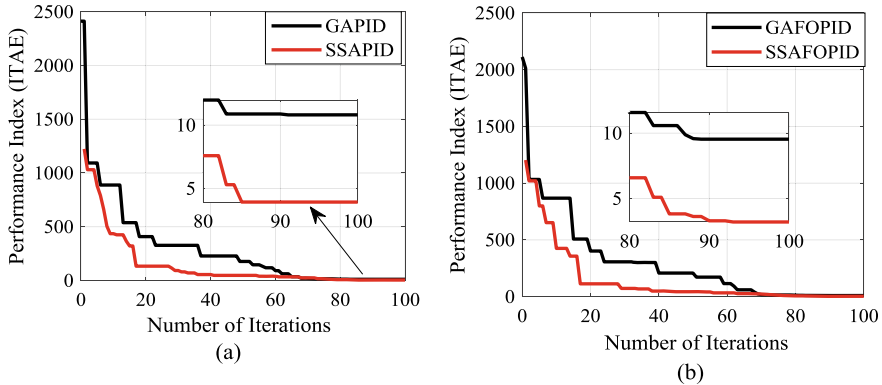 2500
2000
1500
1000
500
0
Performance Index (ITAE)
GAPID
SSAPID
10
5
80 90 100
0 20 40 60 80 100
Number of Iterations
(a)
2500
2000
1500
1000
500
0
Performance Index (ITAE)
GAFOPID
SSAFOPID
10
5
80 90 100
0 20 40 60 80 100
Number of Iterations
(b)